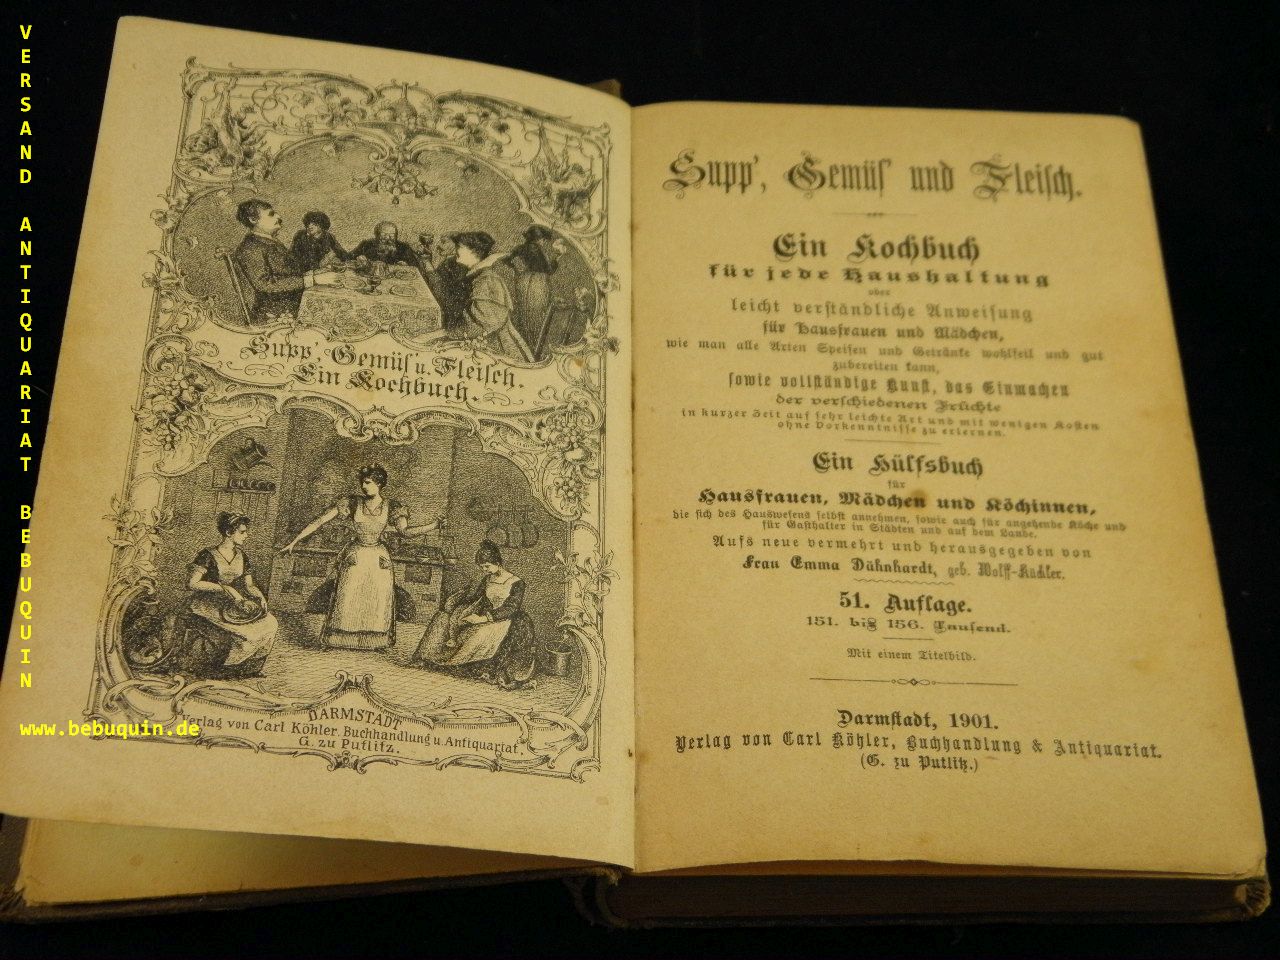 VERSAND ANTIQUARIAT BEBUQUIN
www.bebuquin.de
Supp', Gemüs' u. Fleisch.
Ein Kochbuch.
DARMSTADT
Verlag von Carl Köhler, Buchhandlung u. Antiquariat.
G. zu Putlitz.
Supp', Gemüs' und Fleisch.
Ein Kochbuch
für jede Haushaltung
oder
leicht verständliche Anweisung
für Hausfrauen und Mädchen,
wie man alle Arten Speisen und Getränke wohlfeil und gut
zubereiten kann,
sowie vollständige Kunst, das Einmachen
der verschiedenen Früchte
in kurzer Zeit auf sehr leichte Art und mit wenigen Kosten
ohne Vorkenntnisse zu erlernen.
Ein Hülfsbuch
für
Hausfrauen, Mädchen und Köchinnen,
die sich des Hauswesens selbst annehmen, sowie auch für angehende Köche und
für Gasthalter in Städten und auf dem Lande.
Aufs neue vermehrt und herausgegeben von
Frau Emma Dühnhardt, geb. Wolff-Küchler.
51. Auflage.
151. bis 156. Tausend.
Mit einem Titelbild.
Darmstadt, 1901.
Verlag von Carl Köhler, Buchhandlung & Antiquariat.
(G. zu Putlitz.)